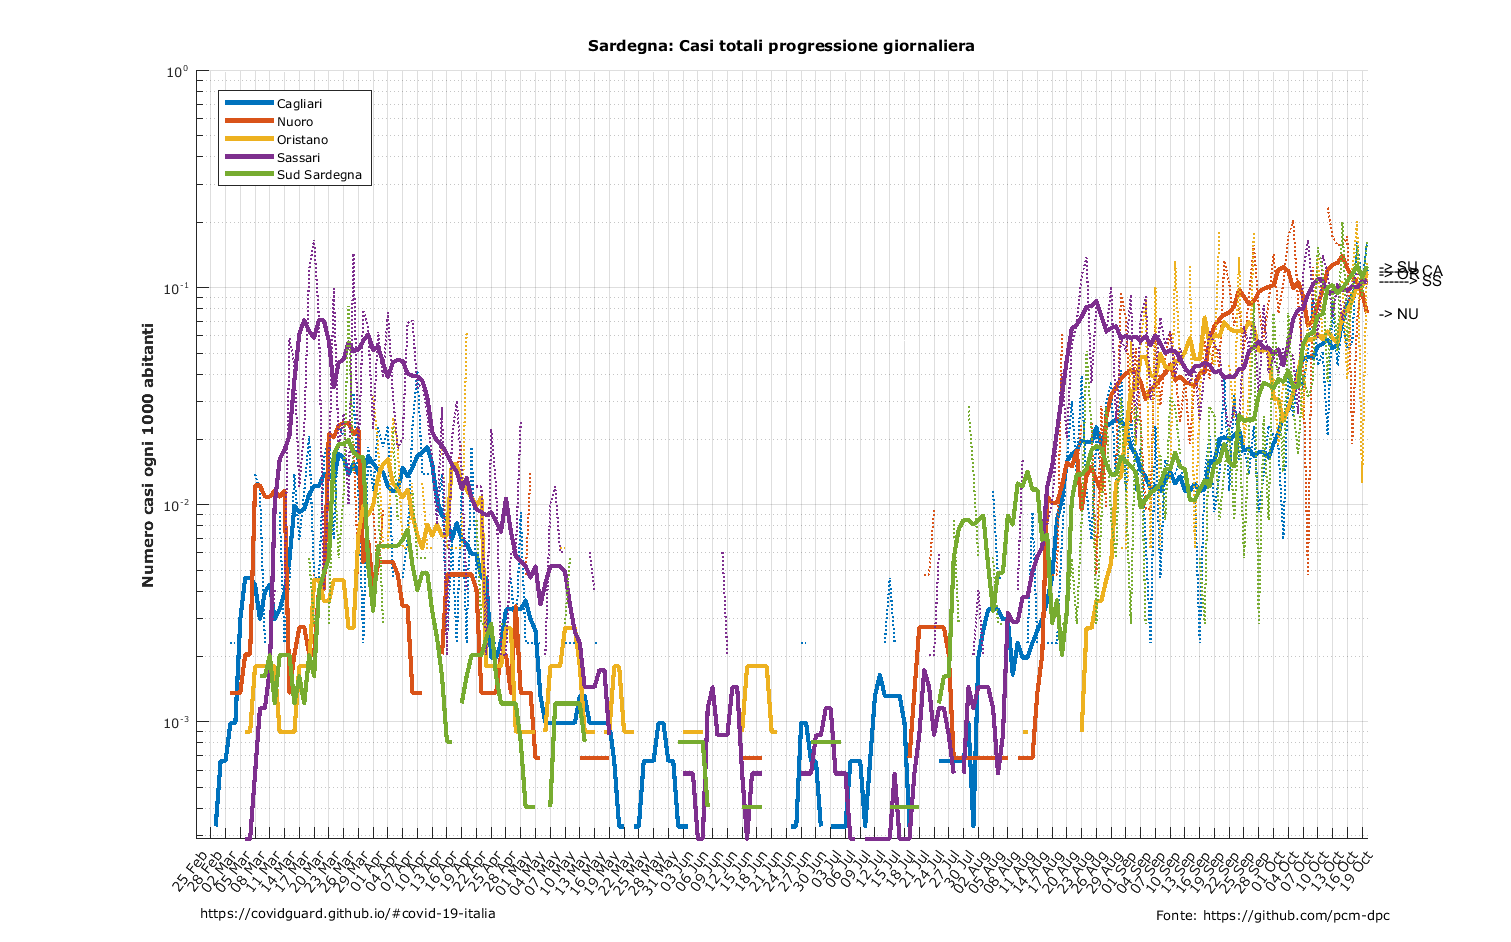 Sardegna: Casi totali progressione giornaliera
Numero casi ogni 1000 abitanti
10^0
10^-1
10^-2
10^-3
Cagliari
Nuoro
Oristano
Sassari
Sud Sardegna
-> SU
------> CA
-> OR
------> SS
-> NU
25 Feb
28 Feb
02 Mar
05 Mar
08 Mar
11 Mar
14 Mar
17 Mar
20 Mar
23 Mar
26 Mar
29 Mar
01 Apr
04 Apr
07 Apr
10 Apr
13 Apr
16 Apr
19 Apr
22 Apr
25 Apr
28 Apr
01 May
04 May
07 May
10 May
13 May
16 May
19 May
22 May
25 May
28 May
31 May
03 Jun
06 Jun
09 Jun
12 Jun
15 Jun
18 Jun
21 Jun
24 Jun
27 Jun
30 Jun
03 Jul
06 Jul
09 Jul
12 Jul
15 Jul
18 Jul
21 Jul
24 Jul
27 Jul
30 Jul
02 Aug
05 Aug
08 Aug
11 Aug
14 Aug
17 Aug
20 Aug
23 Aug
26 Aug
29 Aug
01 Sep
04 Sep
07 Sep
10 Sep
13 Sep
16 Sep
19 Sep
22 Sep
25 Sep
28 Sep
01 Oct
04 Oct
07 Oct
10 Oct
13 Oct
16 Oct
19 Oct
https://covidguard.github.io/#covid-19-italia
Fonte: https://github.com/pcm-dpc